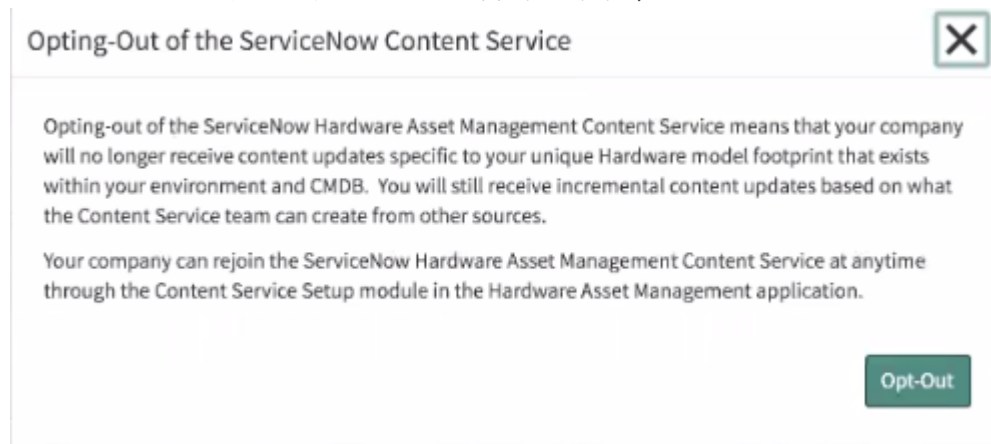 Opting-Out of the ServiceNow Content Service
Opting-out of the ServiceNow Hardware Asset Management Content Service means that your company
will no longer receive content updates specific to your unique Hardware model footprint that exists
within your environment and CMDB. You will still receive incremental content updates based on what
the Content Service team can create from other sources.
Your company can rejoin the ServiceNow Hardware Asset Management Content Service at anytime
through the Content Service Setup module in the Hardware Asset Management application.
Opt-Out